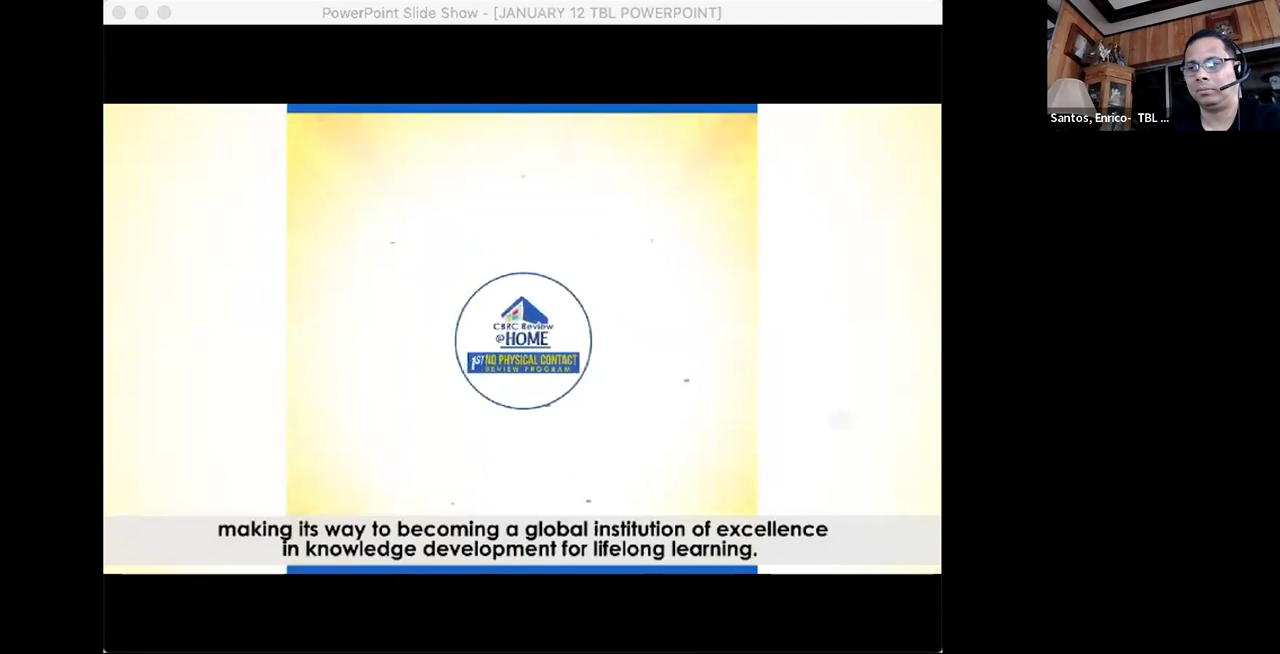 PowerPoint Slide Show - [JANUARY 12 TBL POWERPOINT]
Santos, Enrico- TBL ...
CBRC Review
@HOME
1ST NO PHYSICAL CONTACT
REVIEW PROGRAM
making its way to becoming a global institution of excellence
in knowledge development for lifelong learning.